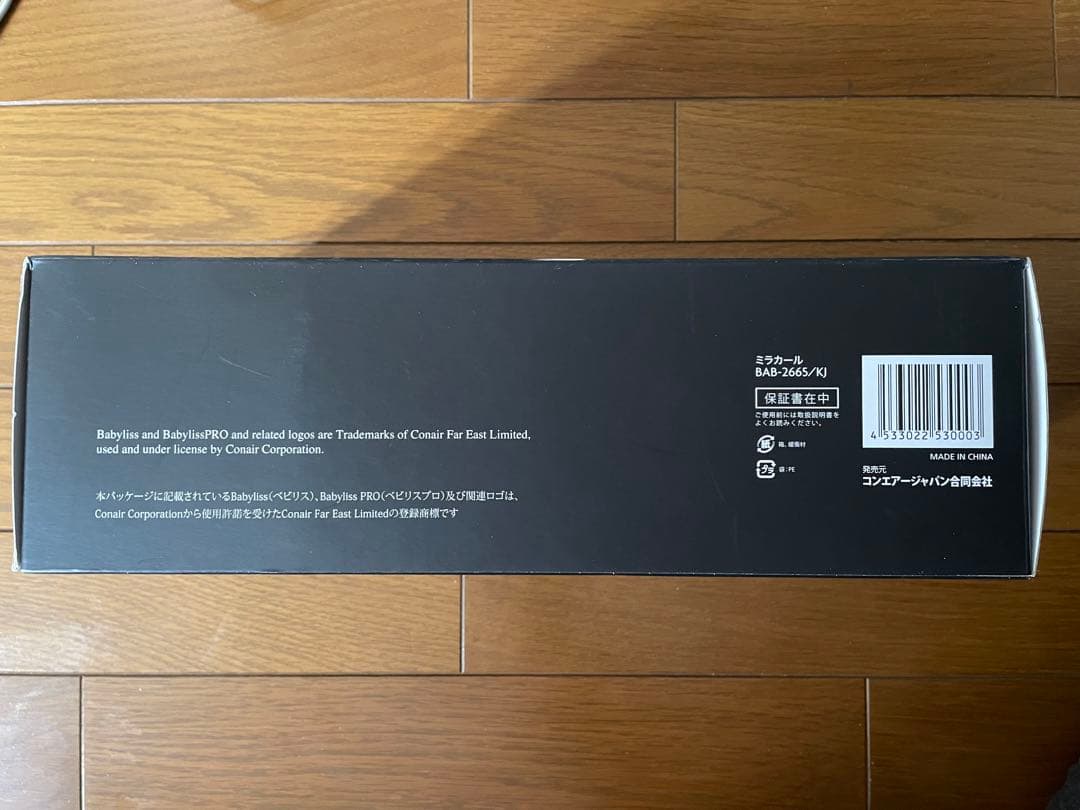 Babyliss and BabylissPRO and related logos are Trademarks of Conair Far East Limited,
used and under license by Conair Corporation.
本パッケージに記載されているBabyliss（ベビリス）、Babyliss PRO（ベビリスプロ）及び関連ロゴは、
Conair Corporationから使用許諾を受けたConair Far East Limitedの登録商標です
ミラカール
BAB-2665/KJ
保証書在中
ご使用前には取扱説明書を
よくお読みください。
紙 箱、緩衝材
プラ 袋：PE
4 533022 530003
MADE IN CHINA
発売元
コンエアージャパン合同会社